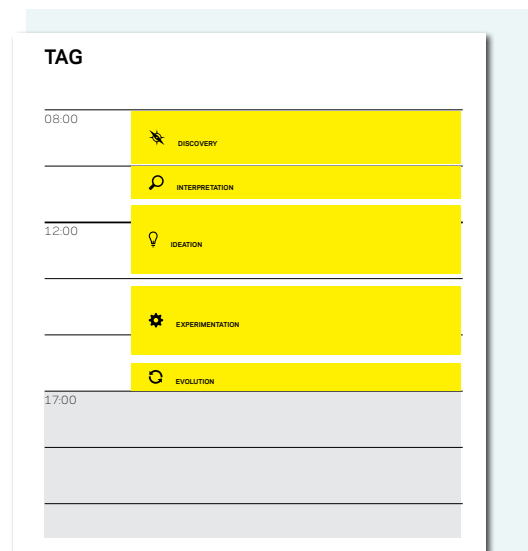 TAG
08:00
DISCOVERY
INTERPRETATION
12:00
IDEATION
EXPERIMENTATION
EVOLUTION
17:00